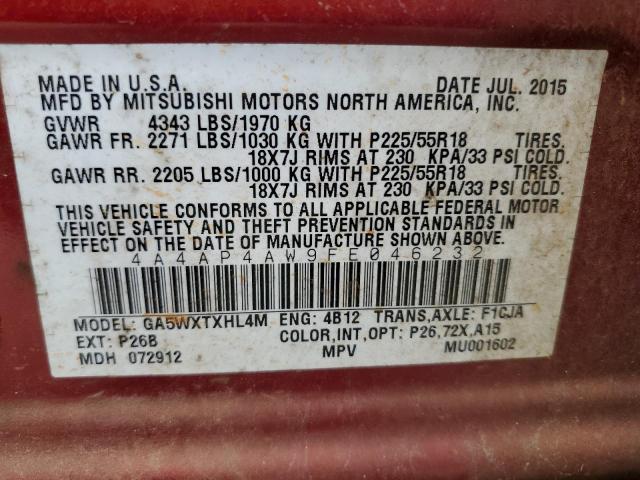 MADE IN U.S.A. DATE JUL. 2015
MFD BY MITSUBISHI MOTORS NORTH AMERICA, INC.
GVWR 4343 LBS/1970 KG
GAWR FR. 2271 LBS/1030 KG WITH P225/55R18 TIRES.
18X7J RIMS AT 230 KPA/33 PSI COLD.
GAWR RR. 2205 LBS/1000 KG WITH P225/55R18 TIRES.
18X7J RIMS AT 230 KPA/33 PSI COLD.
THIS VEHICLE CONFORMS TO ALL APPLICABLE FEDERAL MOTOR
VEHICLE SAFETY AND THEFT PREVENTION STANDARDS IN
EFFECT ON THE DATE OF MANUFACTURE SHOWN ABOVE.
4A4AP4AW9FE046232
MODEL: GA5WXTXHL4M ENG: 4B12 TRANS,AXLE: F1CJA
EXT: P26B COLOR,INT,OPT: P26,72X,A15
MDH 072912 MPV MU001602